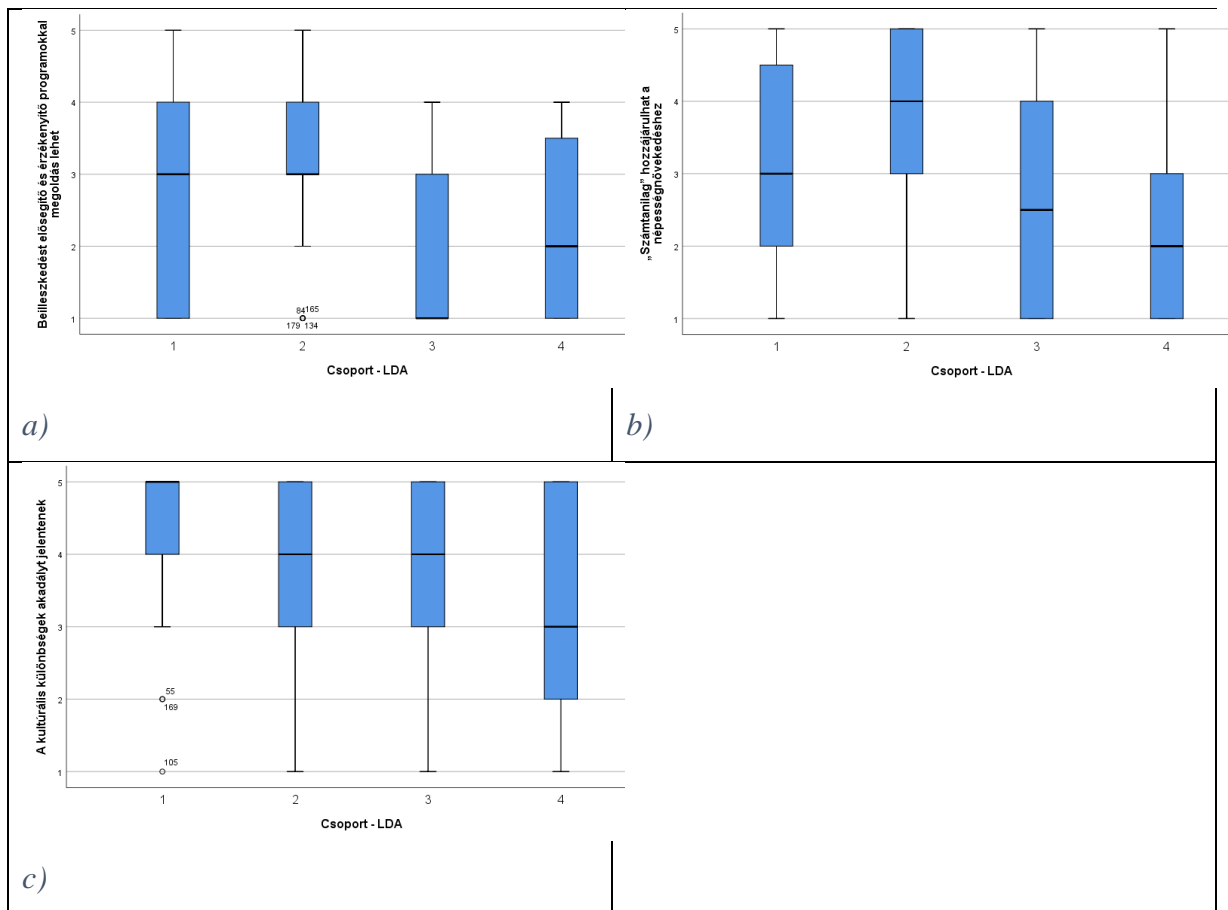 Beilleszkedést elősegítő és érzékenyítő programokkal
megoldás lehet
5
4
3
2
1
84 165
179 134
1 2 3 4
Csoport - LDA
a)
„Számtanilag” hozzájárulhat a
népességnövekedéshez
5
4
3
2
1
1 2 3 4
Csoport - LDA
b)
A kultúrális különbségek akadályt jelentenek
5
4
3
2
1
55
169
105
1 2 3 4
Csoport - LDA
c)